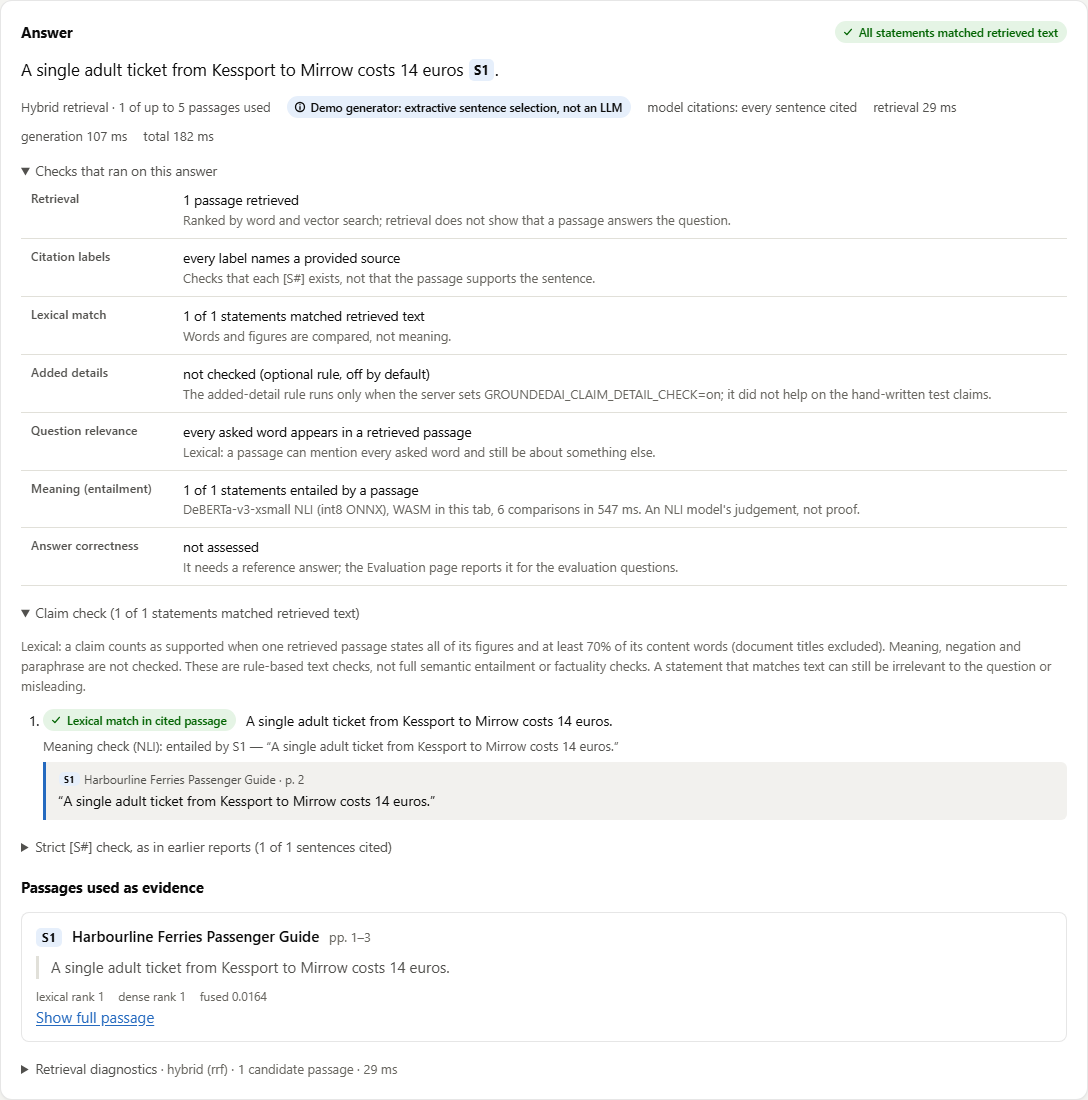 Answer
✓ All statements matched retrieved text
A single adult ticket from Kessport to Mirrow costs 14 euros S1 .
Hybrid retrieval · 1 of up to 5 passages used Demo generator: extractive sentence selection, not an LLM model citations: every sentence cited retrieval 29 ms
generation 107 ms total 182 ms
▼ Checks that ran on this answer
Retrieval 1 passage retrieved
Ranked by word and vector search; retrieval does not show that a passage answers the question.
Citation labels every label names a provided source
Checks that each [S#] exists, not that the passage supports the sentence.
Lexical match 1 of 1 statements matched retrieved text
Words and figures are compared, not meaning.
Added details not checked (optional rule, off by default)
The added-detail rule runs only when the server sets GROUNDEDAI_CLAIM_DETAIL_CHECK=on; it did not help on the hand-written test claims.
Question relevance every asked word appears in a retrieved passage
Lexical: a passage can mention every asked word and still be about something else.
Meaning (entailment) 1 of 1 statements entailed by a passage
DeBERTa-v3-xsmall NLI (int8 ONNX), WASM in this tab, 6 comparisons in 547 ms. An NLI model's judgement, not proof.
Answer correctness not assessed
It needs a reference answer; the Evaluation page reports it for the evaluation questions.
▼ Claim check (1 of 1 statements matched retrieved text)
Lexical: a claim counts as supported when one retrieved passage states all of its figures and at least 70% of its content words (document titles excluded). Meaning, negation and
paraphrase are not checked. These are rule-based text checks, not full semantic entailment or factuality checks. A statement that matches text can still be irrelevant to the question or
misleading.
1. ✓ Lexical match in cited passage A single adult ticket from Kessport to Mirrow costs 14 euros.
Meaning check (NLI): entailed by S1 — “A single adult ticket from Kessport to Mirrow costs 14 euros.”
S1 Harbourline Ferries Passenger Guide · p. 2
“A single adult ticket from Kessport to Mirrow costs 14 euros.”
▶ Strict [S#] check, as in earlier reports (1 of 1 sentences cited)
Passages used as evidence
S1 Harbourline Ferries Passenger Guide pp. 1–3
A single adult ticket from Kessport to Mirrow costs 14 euros.
lexical rank 1 dense rank 1 fused 0.0164
Show full passage
▶ Retrieval diagnostics · hybrid (rrf) · 1 candidate passage · 29 ms